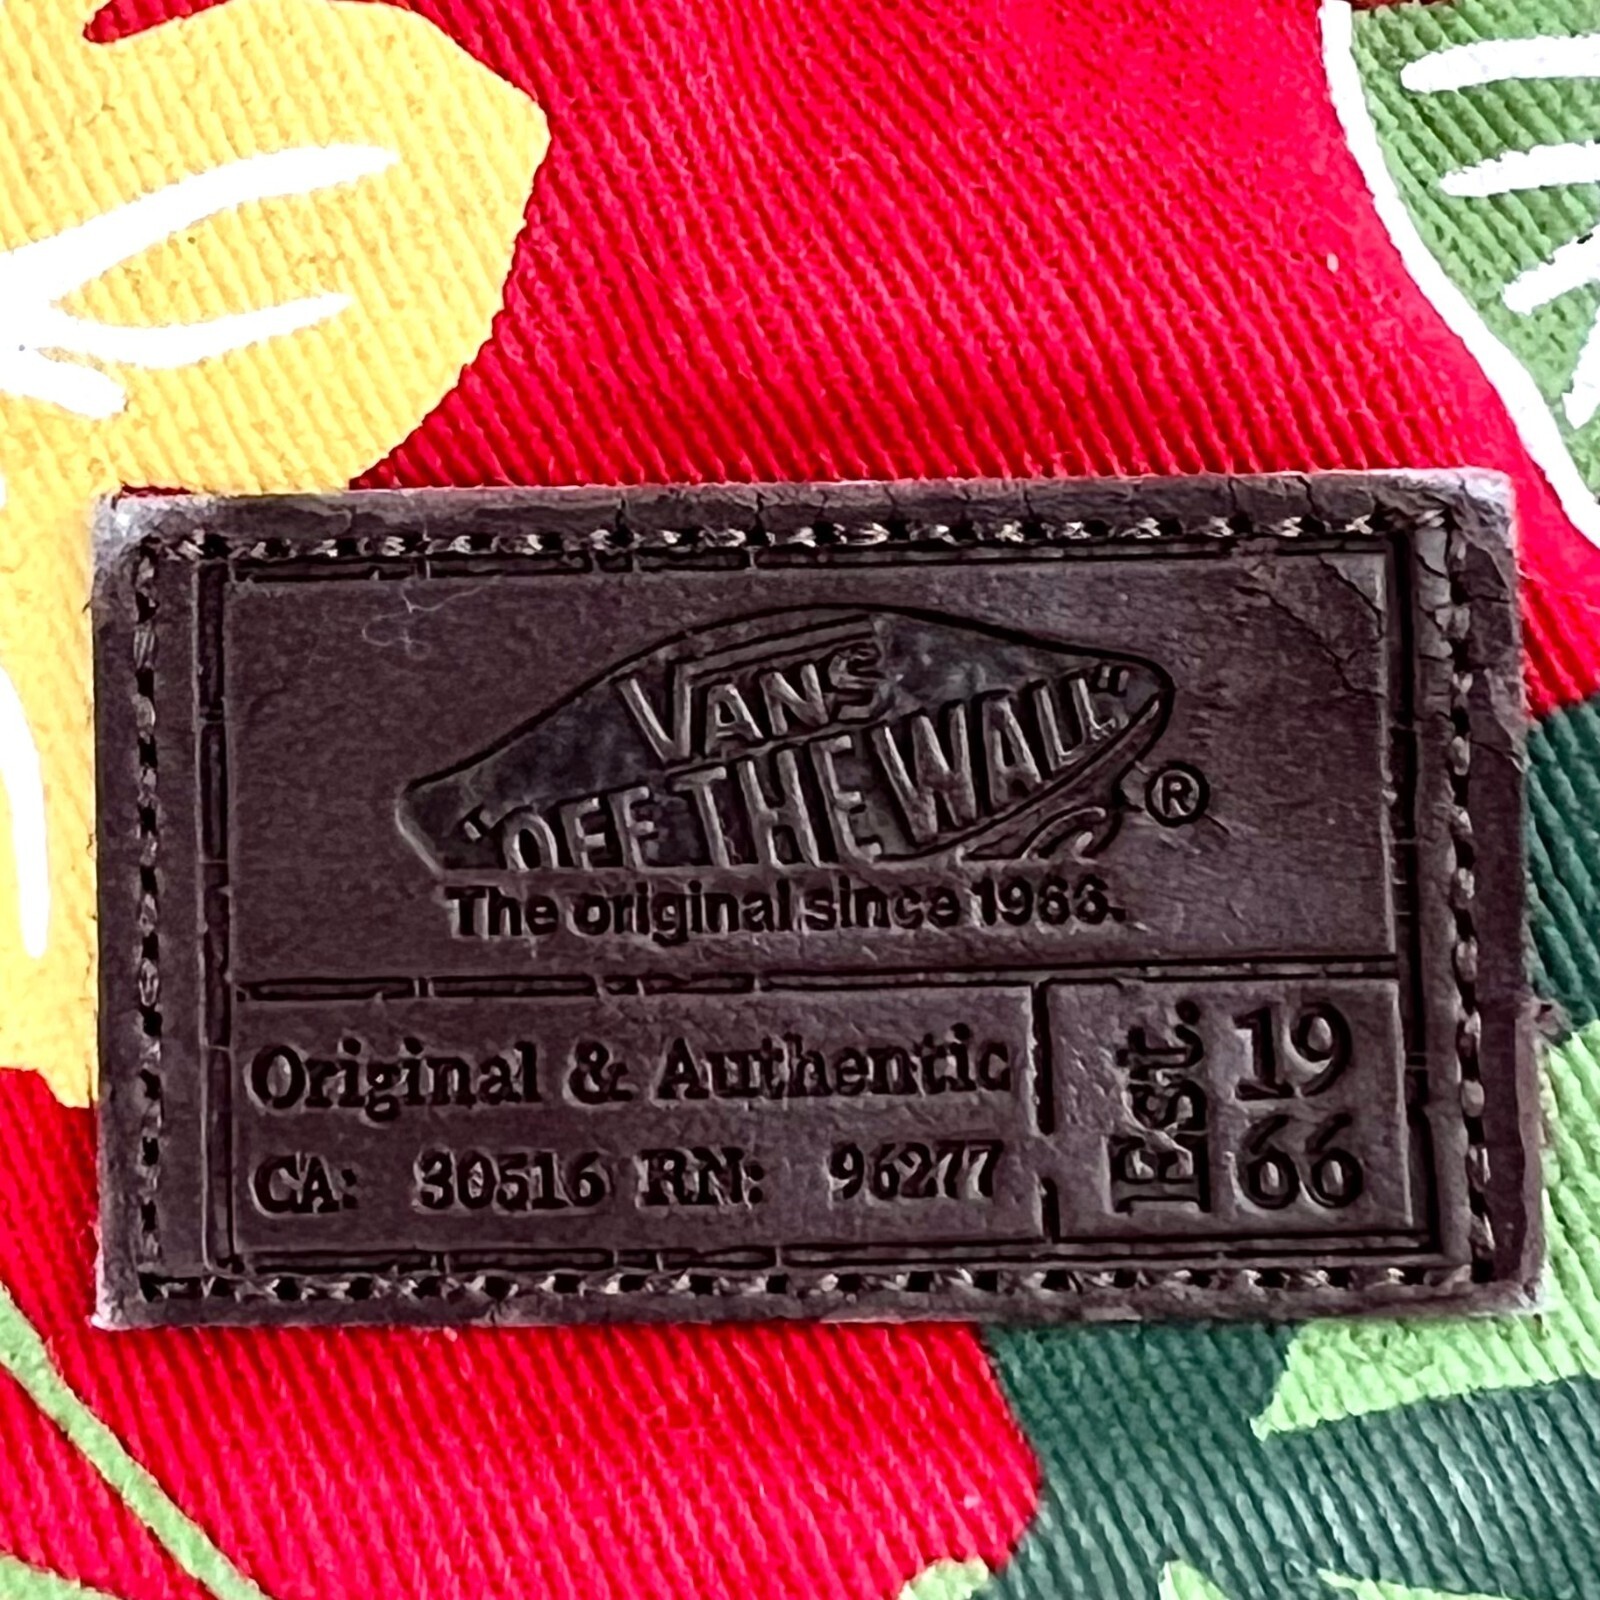 VANS
"OFF THE WALL"
®
The original since 1966.
Original & Authentic
CA: 30516 RN: 96277
Est. 19
66